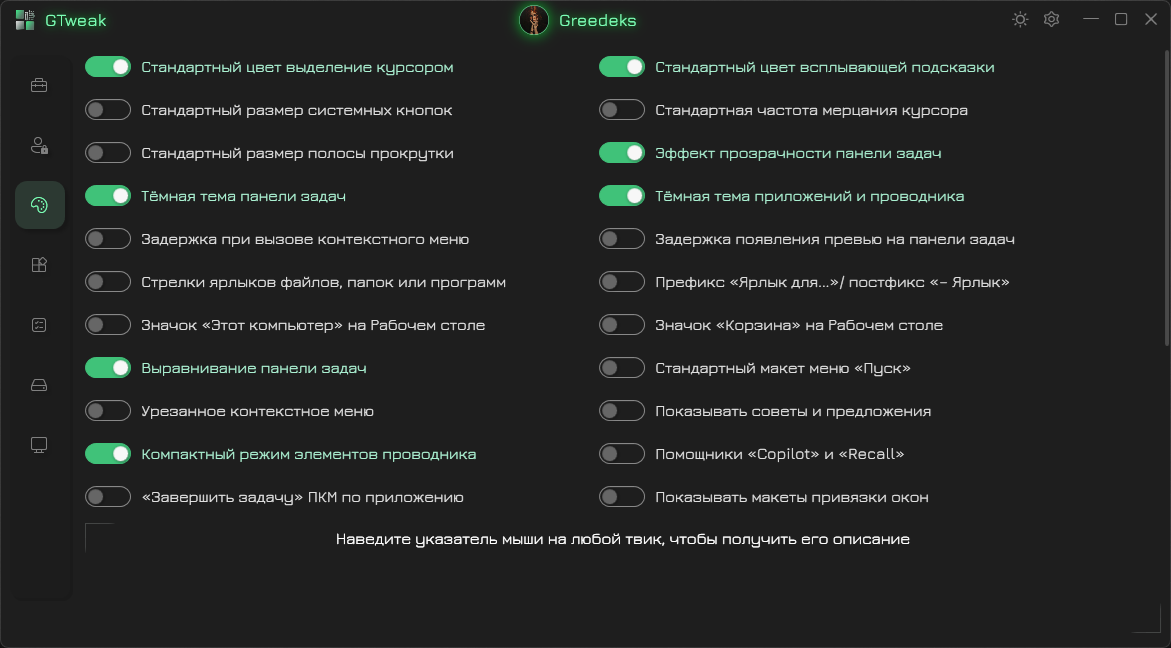 GTweak
Greedeks
Стандартный цвет выделение курсором
Стандартный цвет всплывающей подсказки
Стандартный размер системных кнопок
Стандартная частота мерцания курсора
Стандартный размер полосы прокрутки
Эффект прозрачности панели задач
Тёмная тема панели задач
Тёмная тема приложений и проводника
Задержка при вызове контекстного меню
Задержка появления превью на панели задач
Стрелки ярлыков файлов, папок или программ
Префикс «Ярлык для...»/ постфикс «– Ярлык»
Значок «Этот компьютер» на Рабочем столе
Значок «Корзина» на Рабочем столе
Выравнивание панели задач
Стандартный макет меню «Пуск»
Урезанное контекстное меню
Показывать советы и предложения
Компактный режим элементов проводника
Помощники «Copilot» и «Recall»
«Завершить задачу» ПКМ по приложению
Показывать макеты привязки окон
Наведите указатель мыши на любой твик, чтобы получить его описание